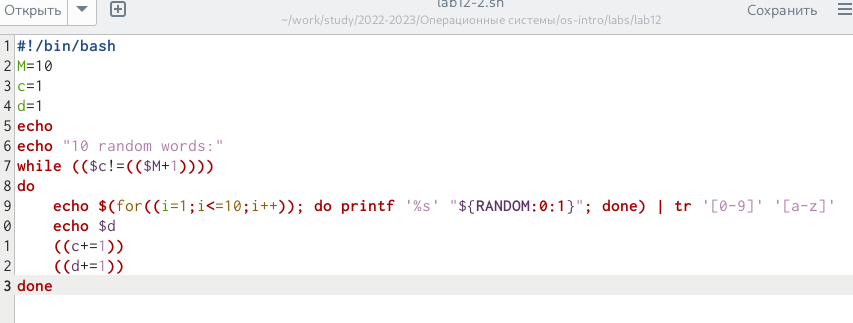 Открыть
lab12-2.sh
~/work/study/2022-2023/Операционные системы/os-intro/labs/lab12
Сохранить
1 #!/bin/bash
2 M=10
3 c=1
4 d=1
5 echo
6 echo "10 random words:"
7 while (($c!=(($M+1))))
8 do
9     echo $(for((i=1;i<=10;i++)); do printf '%s' "${RANDOM:0:1}"; done) | tr '[0-9]' '[a-z]'
0     echo $d
1     ((c+=1))
2     ((d+=1))
3 done